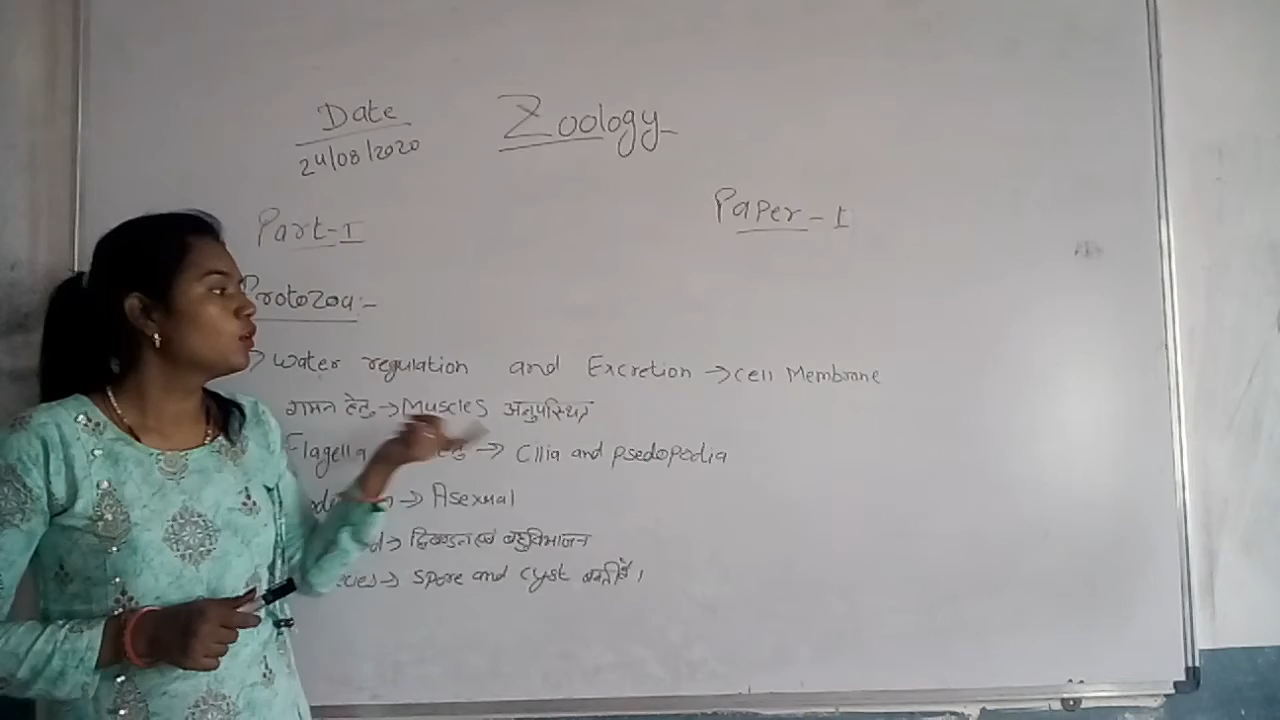 Date
24/08/2020
Zoology
Part-I
Paper-I
Protozoa:-
Water regulation and Excretion → cell Membrane
गमन हेतु → Muscles अनुपस्थित
Flagella → cilia and psedopodia
→ Asexual
→ द्विखण्डन एवं बहुविभाजन
→ spore and cyst बनाते है।